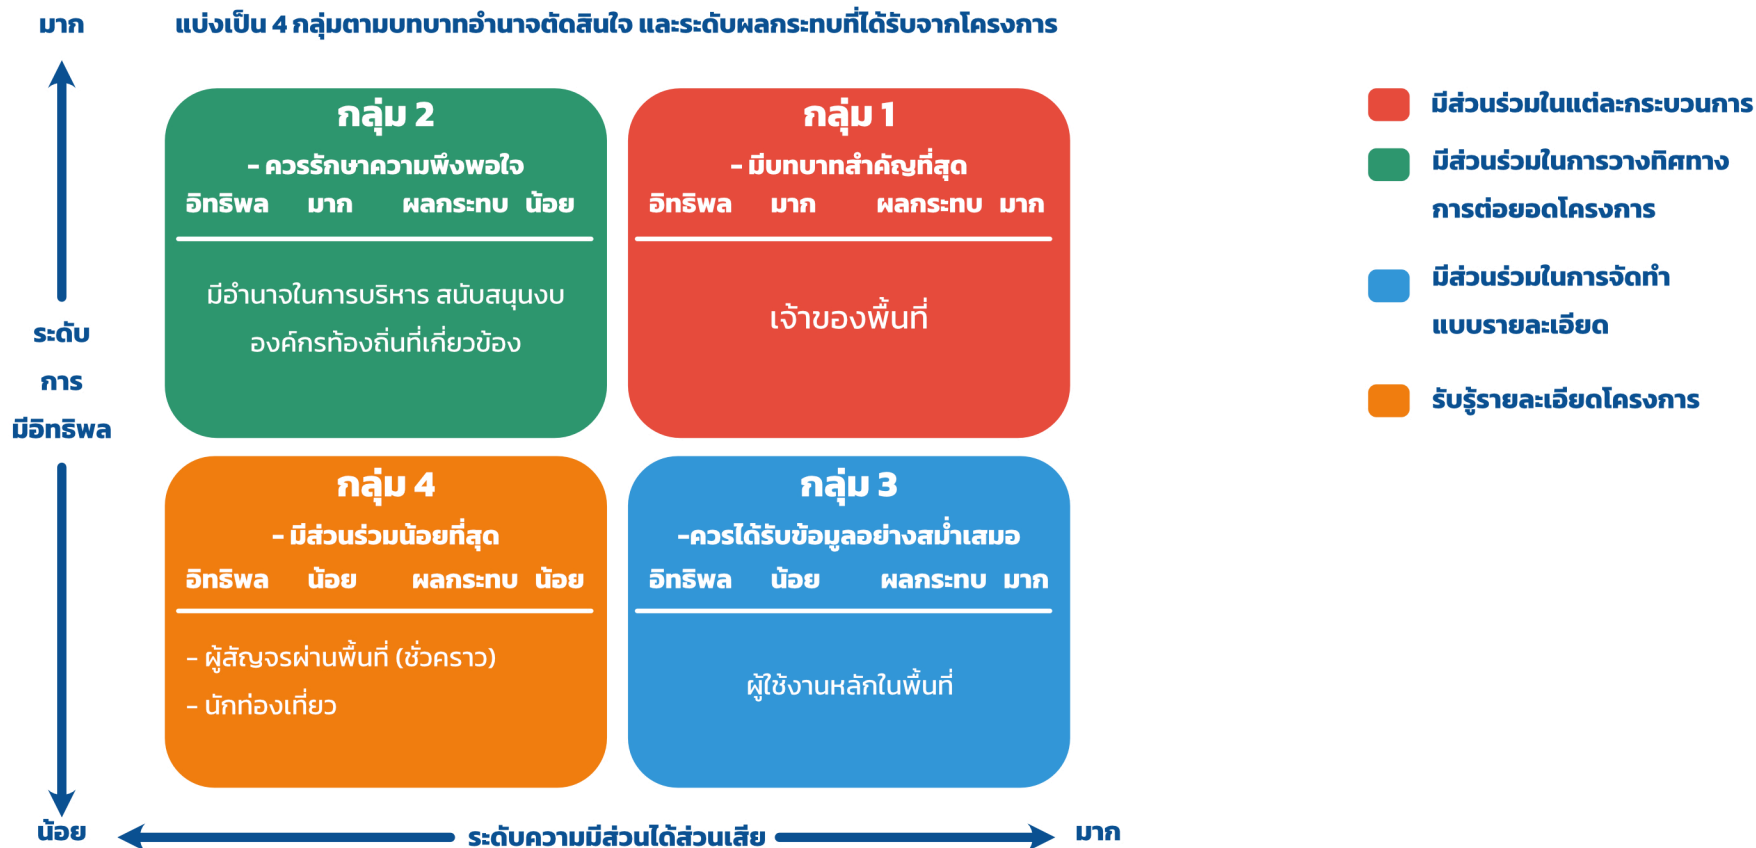 มาก
แบ่งเป็น 4 กลุ่มตามบทบาทอำนาจตัดสินใจ และระดับผลกระทบที่ได้รับจากโครงการ
กลุ่ม 2
- ควรรักษาความพึงพอใจ
อิทธิพล มาก ผลกระทบ น้อย
มีอำนาจในการบริหาร สนับสนุนงบ
องค์กรท้องถิ่นที่เกี่ยวข้อง
กลุ่ม 1
- มีบทบาทสำคัญที่สุด
อิทธิพล มาก ผลกระทบ มาก
เจ้าของพื้นที่
ระดับ
การ
มีอิทธิพล
กลุ่ม 4
- มีส่วนร่วมน้อยที่สุด
อิทธิพล น้อย ผลกระทบ น้อย
- ผู้สัญจรผ่านพื้นที่ (ชั่วคราว)
- นักท่องเที่ยว
กลุ่ม 3
-ควรได้รับข้อมูลอย่างสม่ำเสมอ
อิทธิพล น้อย ผลกระทบ มาก
ผู้ใช้งานหลักในพื้นที่
น้อย
ระดับความมีส่วนได้ส่วนเสีย
มาก
มีส่วนร่วมในแต่ละกระบวนการ
มีส่วนร่วมในการวางทิศทาง
การต่อยอดโครงการ
มีส่วนร่วมในการจัดทำ
แบบรายละเอียด
รับรู้รายละเอียดโครงการ